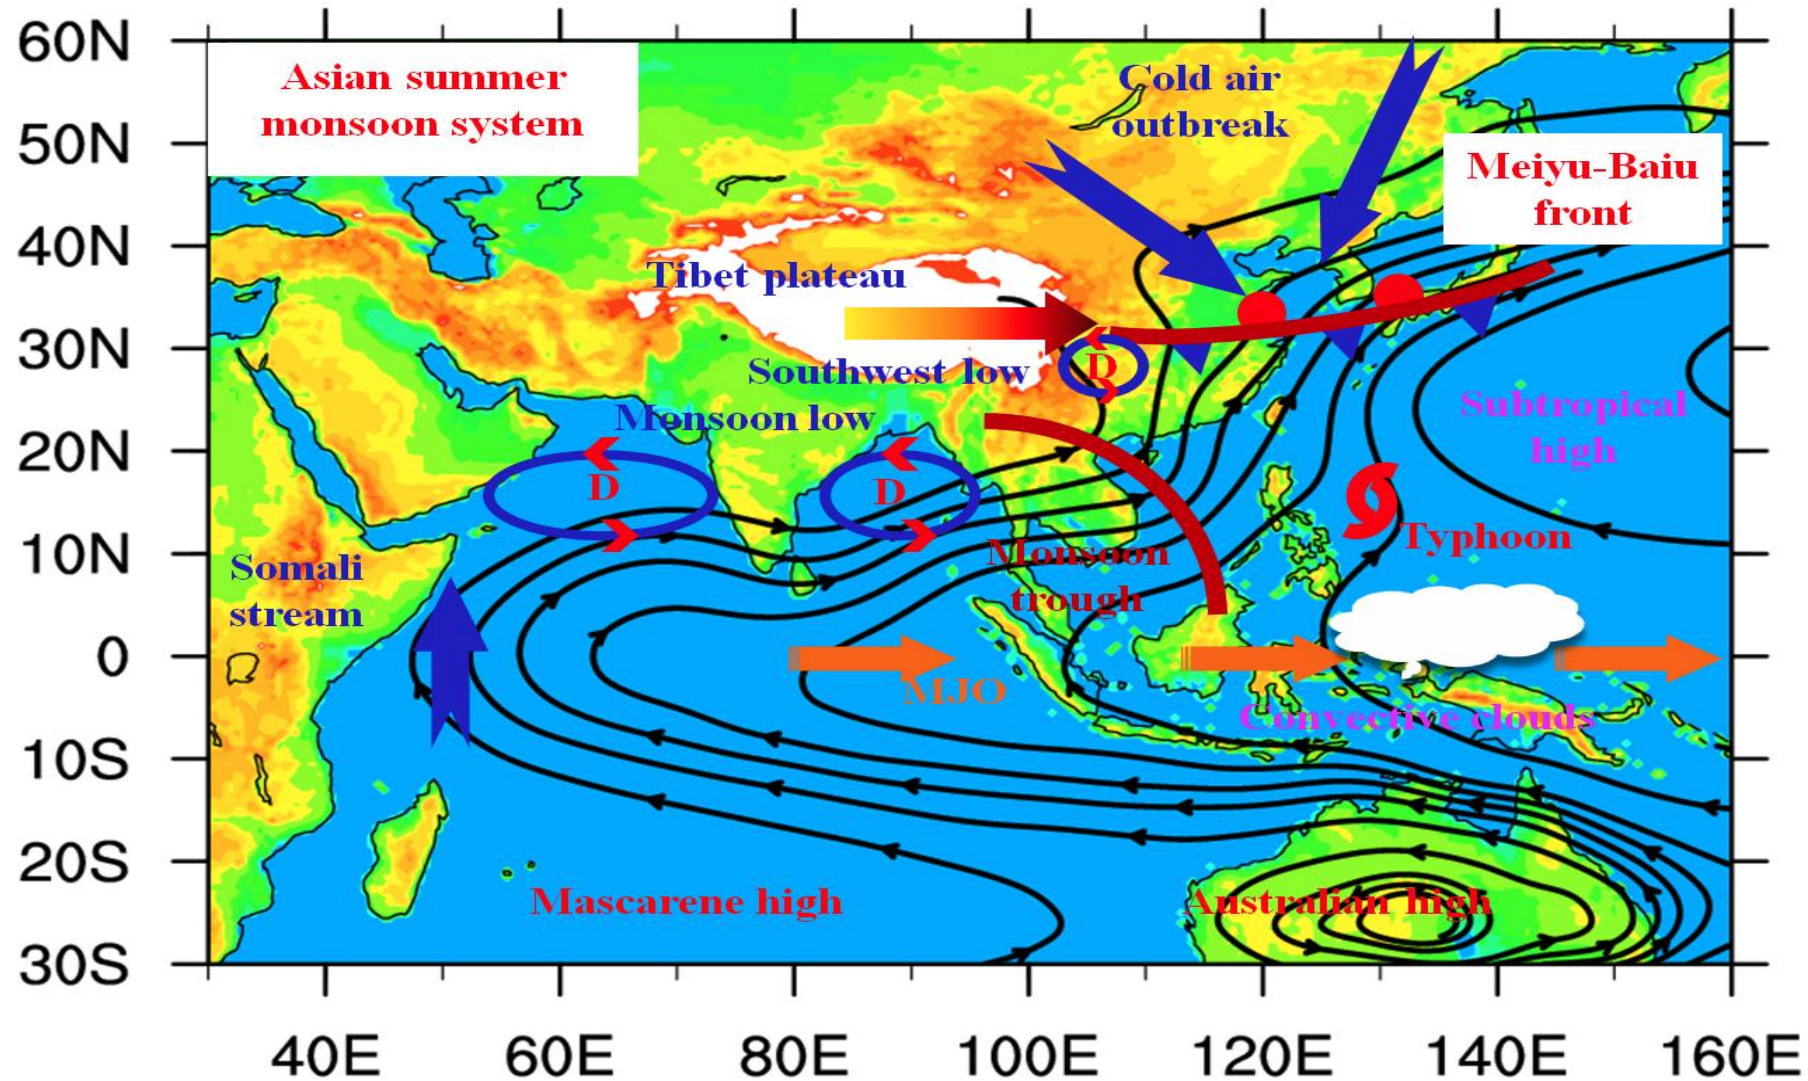 60N
50N
40N
30N
20N
10N
0
10S
20S
30S
Asian summer
monsoon system
Cold air
outbreak
Meiyu-Baiu
front
Tibet plateau
Southwest low
D
Monsoon low
D
D
Subtropical
high
Typhoon
Somali
stream
Monsoon
trough
MJO
Convective clouds
Mascarene high
Australian high
40E
60E
80E
100E
120E
140E
160E